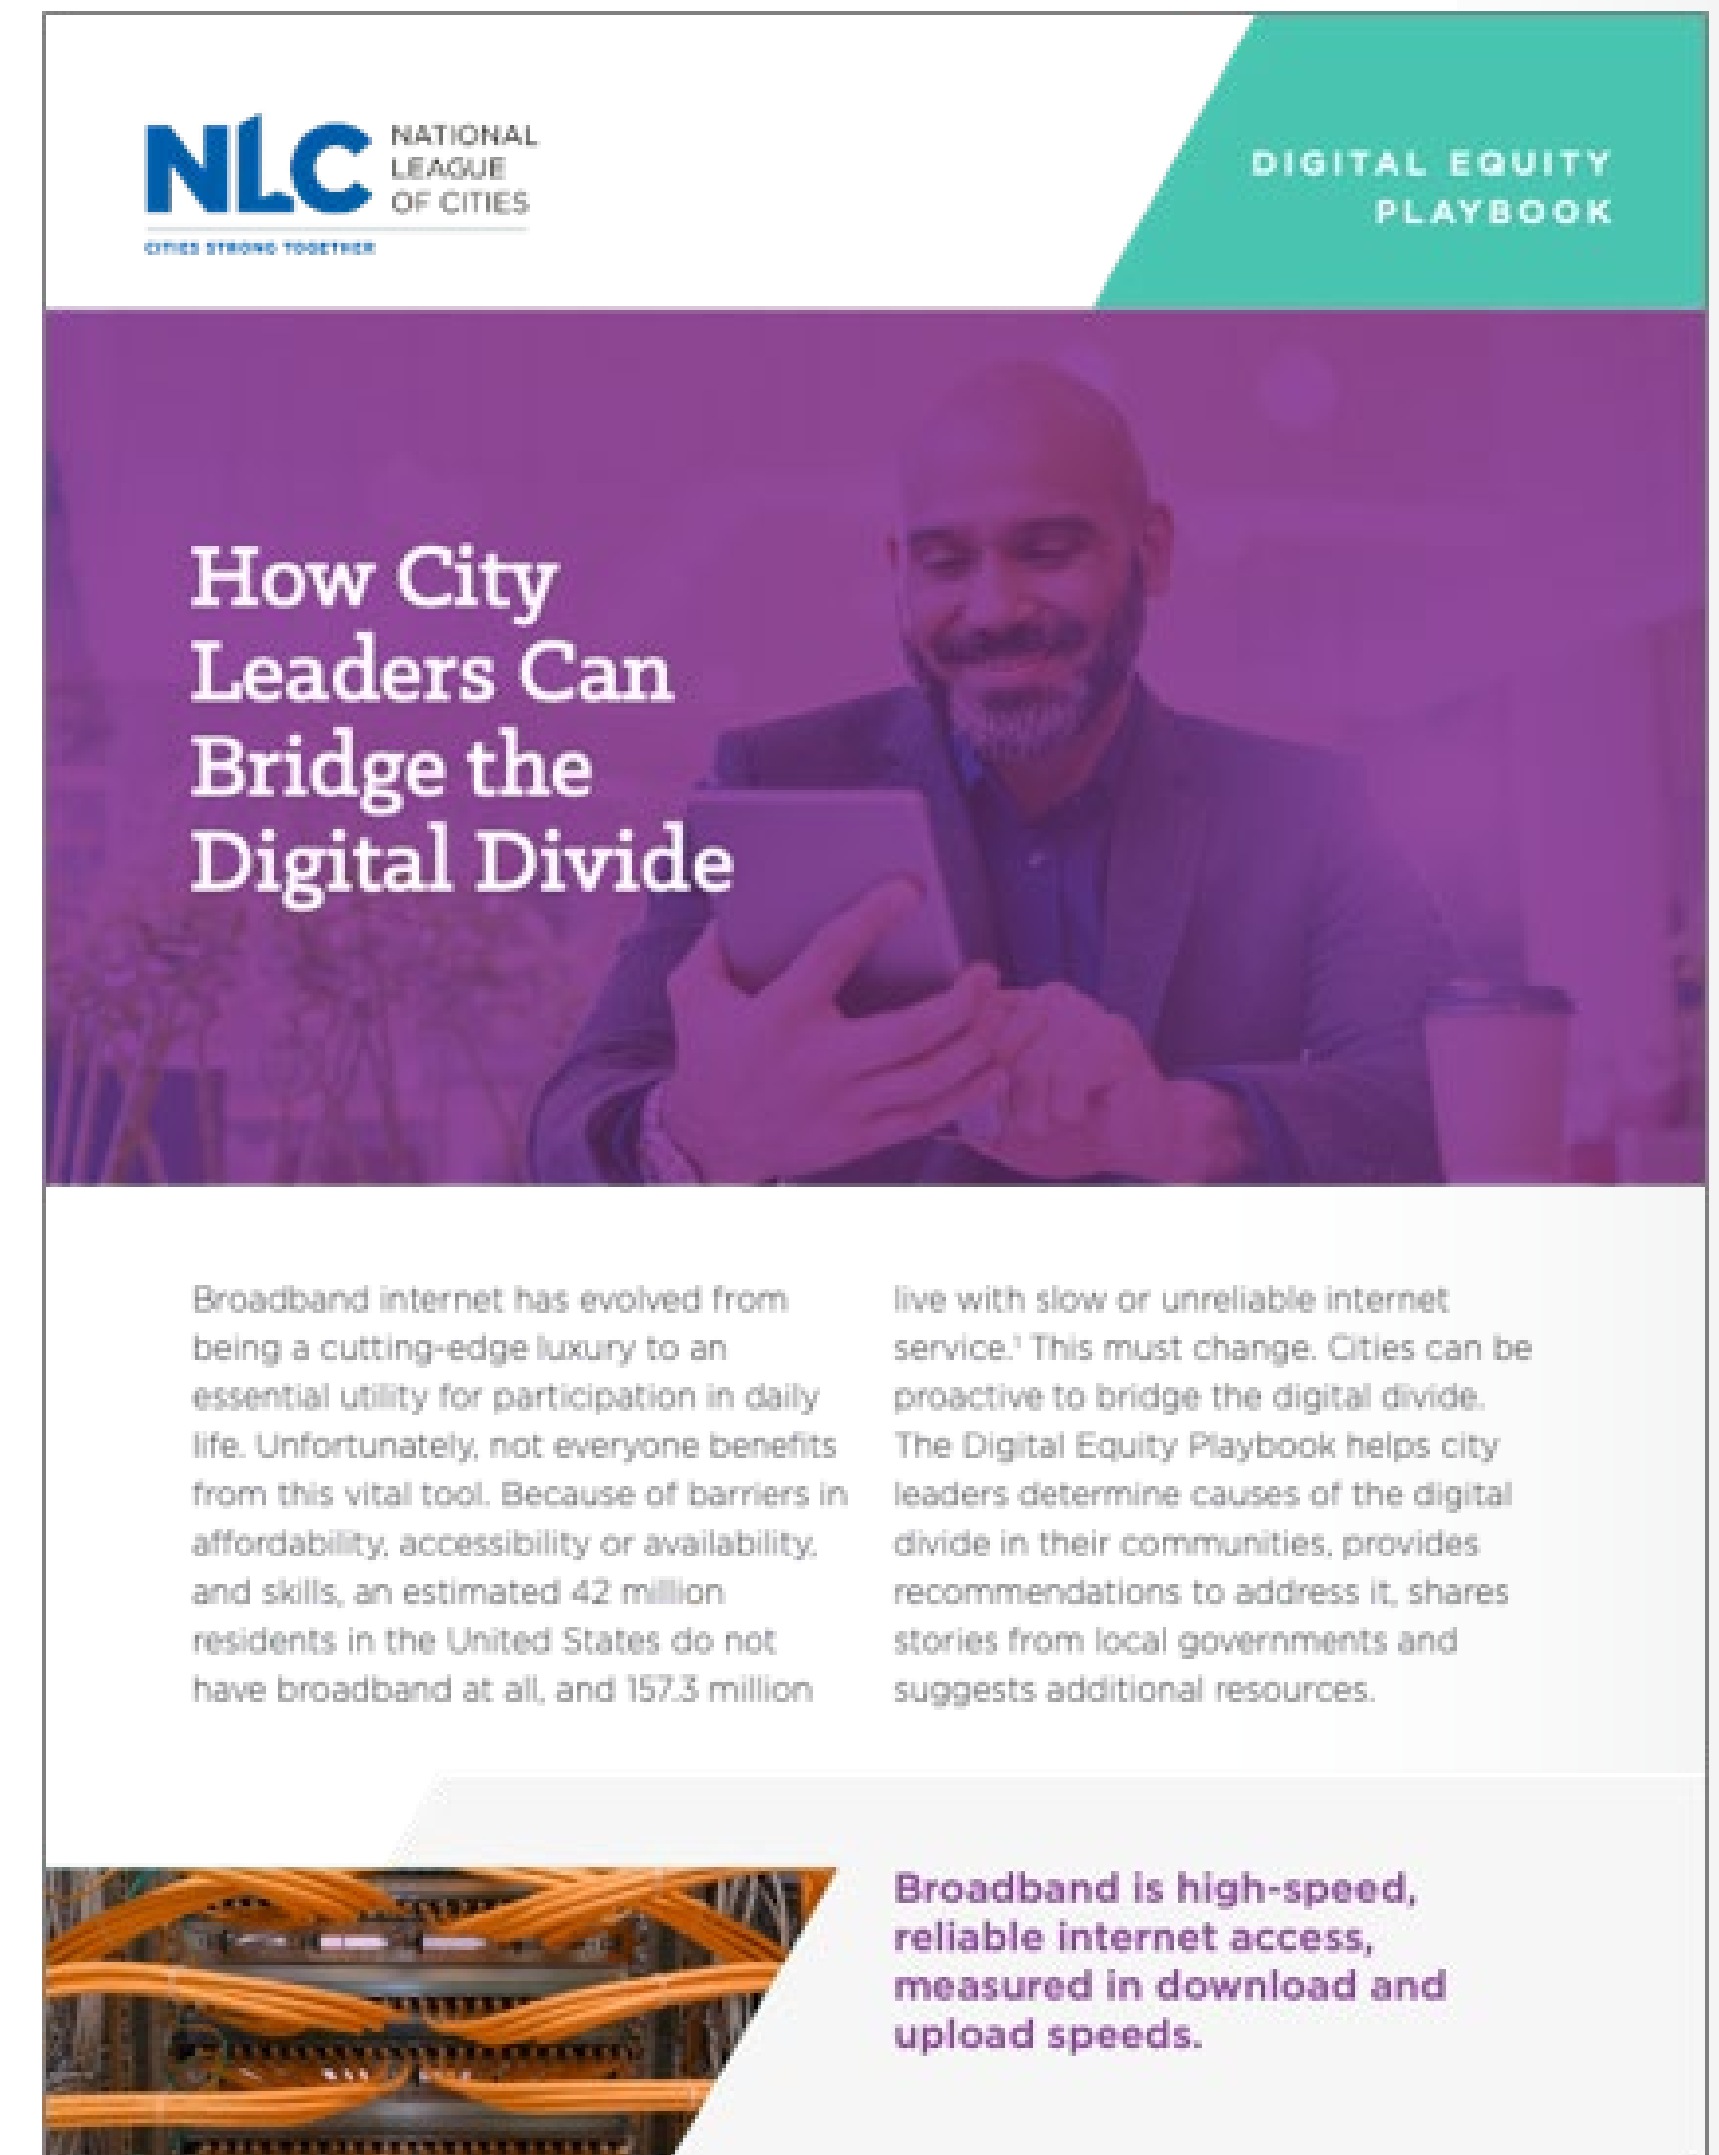 NLC NATIONAL
LEAGUE
OF CITIES
CITIES STRONG TOGETHER
DIGITAL EQUITY
PLAYBOOK
How City
Leaders Can
Bridge the
Digital Divide
Broadband internet has evolved from
being a cutting-edge luxury to an
essential utility for participation in daily
life. Unfortunately, not everyone benefits
from this vital tool. Because of barriers in
affordability, accessibility or availability,
and skills, an estimated 42 million
residents in the United States do not
have broadband at all, and 157.3 million
live with slow or unreliable internet
service.¹ This must change. Cities can be
proactive to bridge the digital divide.
The Digital Equity Playbook helps city
leaders determine causes of the digital
divide in their communities, provides
recommendations to address it, shares
stories from local governments and
suggests additional resources.
Broadband is high-speed,
reliable internet access,
measured in download and
upload speeds.